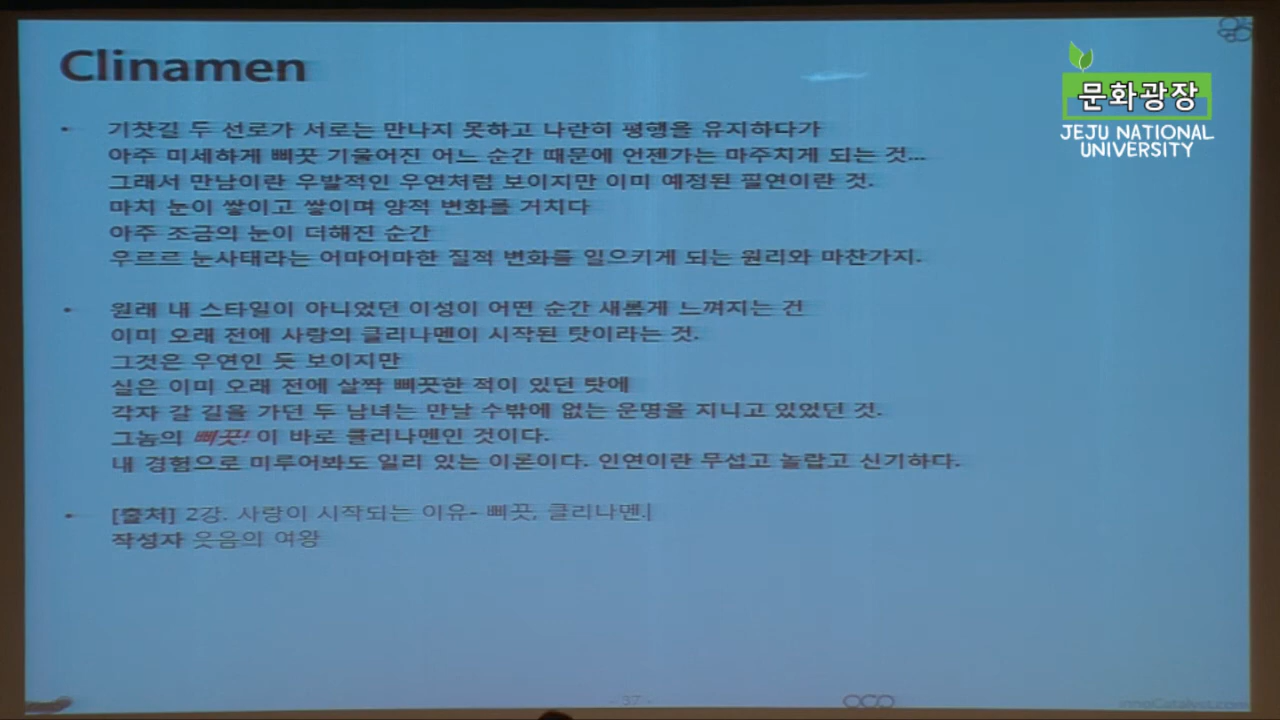 Clinamen
문화광장
JEJU NATIONAL
UNIVERSITY
• 기찻길 두 선로가 서로는 만나지 못하고 나란히 평행을 유지하다가
아주 미세하게 삐끗 기울어진 어느 순간 때문에 언젠가는 마주치게 되는 것...
그래서 만남이란 우발적인 우연처럼 보이지만 이미 예정된 필연이란 것.
마치 눈이 쌓이고 쌓이며 양적 변화를 거치다
아주 조금의 눈이 더해진 순간
우르르 눈사태라는 어마어마한 질적 변화를 일으키게 되는 원리와 마찬가지.
• 원래 내 스타일이 아니었던 이성이 어떤 순간 새롭게 느껴지는 건
이미 오래 전에 사랑의 클리나멘이 시작된 탓이라는 것.
그것은 우연인 듯 보이지만
실은 이미 오래 전에 살짝 삐끗한 적이 있던 탓에
각자 갈 길을 가던 두 남녀는 만날 수밖에 없는 운명을 지니고 있었던 것.
그놈의 삐끗! 이 바로 클리나멘인 것이다.
내 경험으로 미루어봐도 일리 있는 이론이다. 인연이란 무섭고 놀랍고 신기하다.
• [출처] 2강. 사랑이 시작되는 이유- 삐끗, 클리나멘.|
작성자 웃음의 여왕
- 37 -
innoCatalyst.com